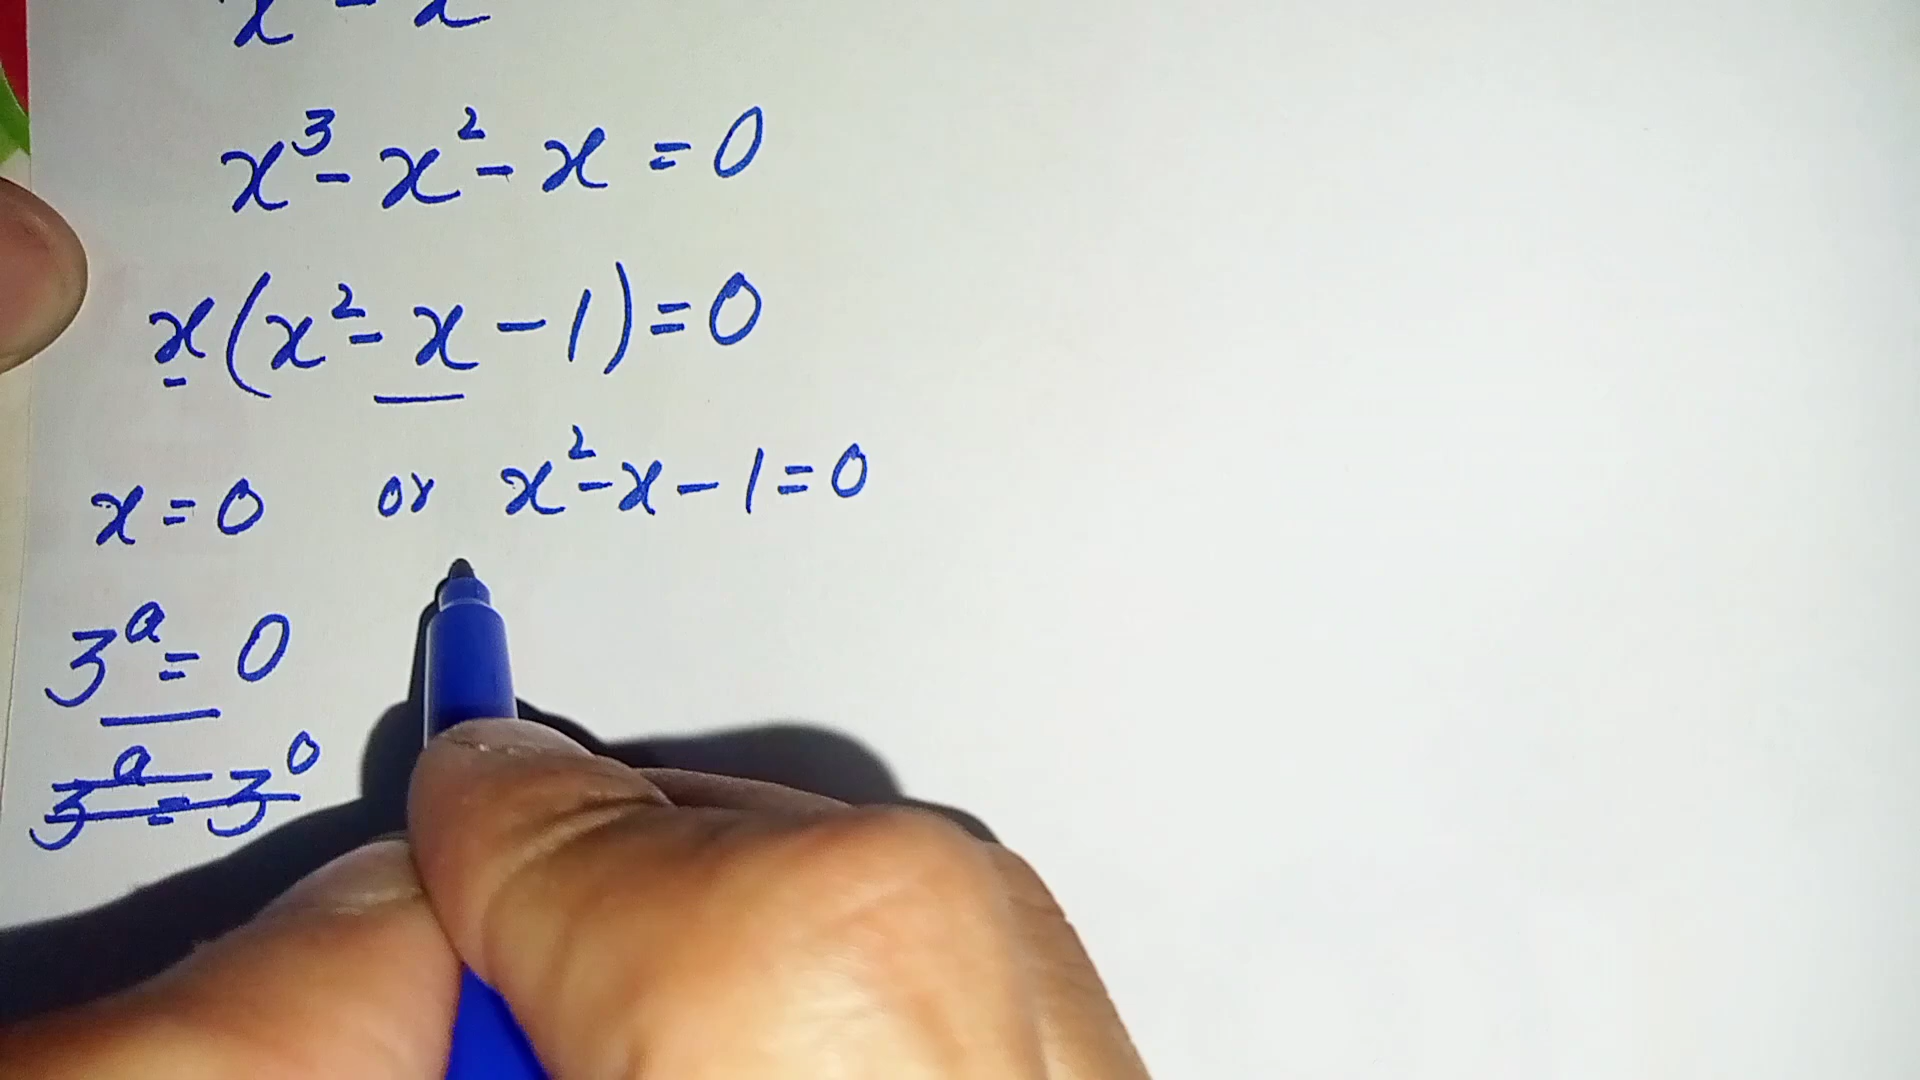 x³ - x² - x = 0
x(x² - x - 1) = 0
x = 0 or x² - x - 1 = 0
3ᵃ = 0
3ᵃ = 3⁰